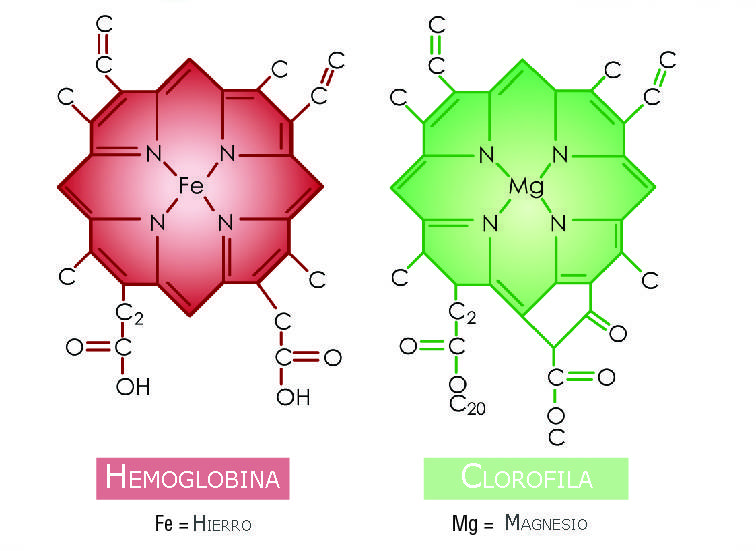 C C C C
C C C C
C C C C
N N N N
Fe Mg
N N N N
C C C C
C2 C C2
O C C O O C O
OH OH O C O
C20 O
C
HEMOGLOBINA CLOROFILA
Fe = HIERRO Mg = MAGNESIO